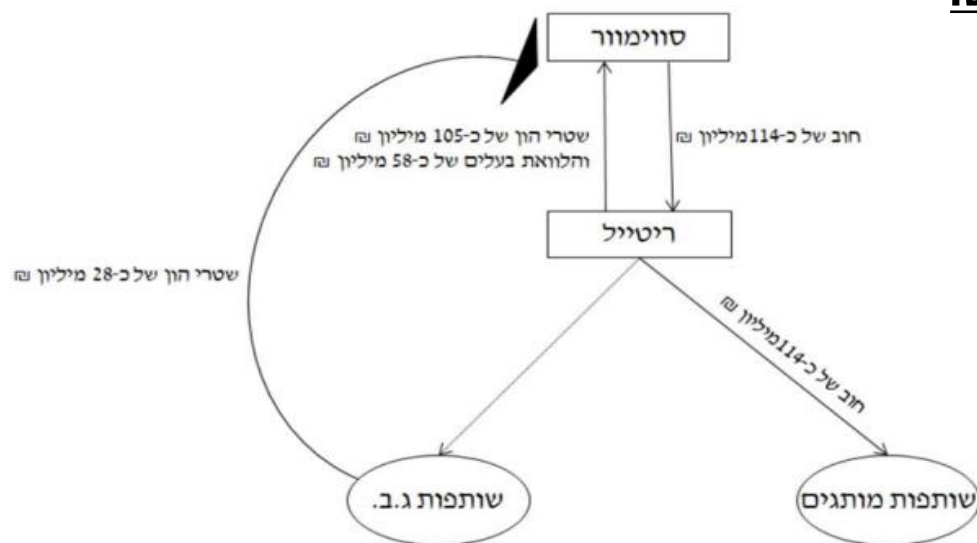 סווימוור
שטרי הון של כ-105 מיליון ₪
והלוואת בעלים של כ-58 מיליון ₪
חוב של כ-114מיליון ₪
ריטייל
שטרי הון של כ-28 מיליון ₪
חוב של כ-114מיליון ₪
שותפות ג.ב.
שותפות מותגים